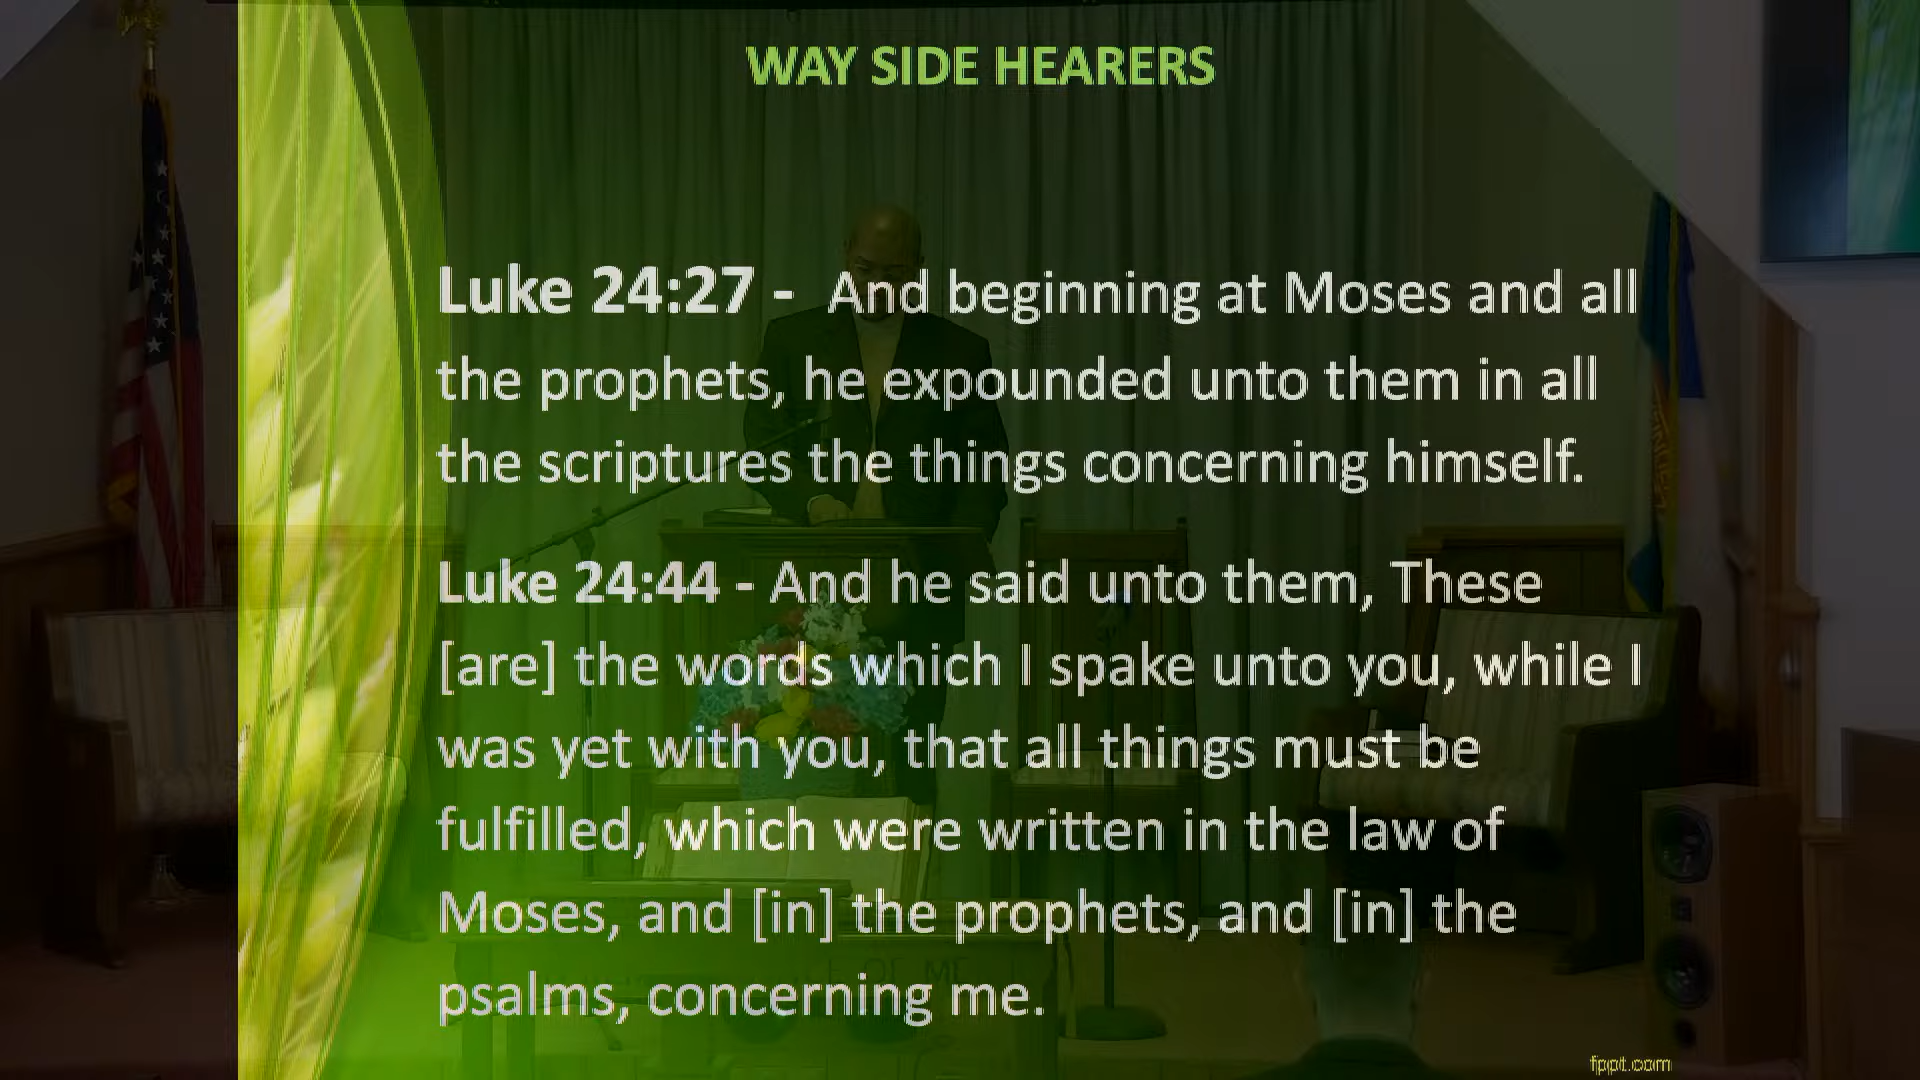 WAY SIDE HEARERS
Luke 24:27 - And beginning at Moses and all
the prophets, he expounded unto them in all
the scriptures the things concerning himself.
Luke 24:44 - And he said unto them, These
[are] the words which I spake unto you, while I
was yet with you, that all things must be
fulfilled, which were written in the law of
Moses, and [in] the prophets, and [in] the
psalms, concerning me.
E OF ME
fppt.com